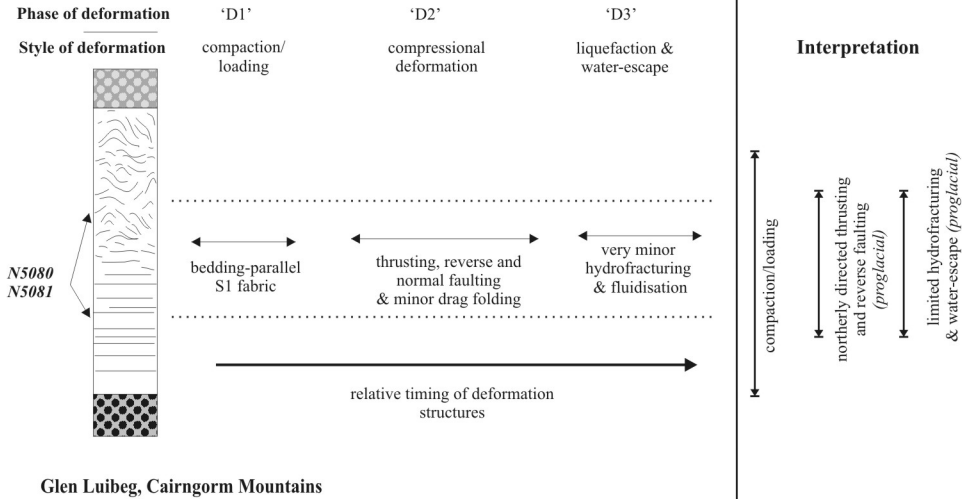 Phase of deformation
‘D1’
‘D2’
‘D3’
Style of deformation
compaction/
loading
compressional
deformation
liquefaction &
water-escape
Interpretation
N5080
N5081
bedding-parallel
S1 fabric
thrusting, reverse and
normal faulting
& minor drag folding
very minor
hydrofracturing
& fluidisation
relative timing of deformation
structures
compaction/loading
northerly directed thrusting
and reverse faulting
(proglacial)
limited hydrofracturing
& water-escape (proglacial)
Glen Luibeg, Cairngorm Mountains